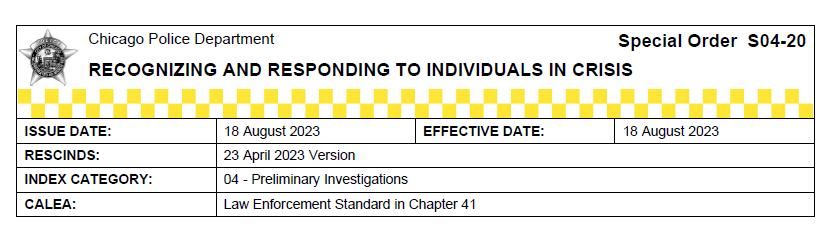 Chicago Police Department
Special Order S04-20
RECOGNIZING AND RESPONDING TO INDIVIDUALS IN CRISIS
ISSUE DATE: 18 August 2023 EFFECTIVE DATE: 18 August 2023
RESCINDS: 23 April 2023 Version
INDEX CATEGORY: 04 - Preliminary Investigations
CALEA: Law Enforcement Standard in Chapter 41